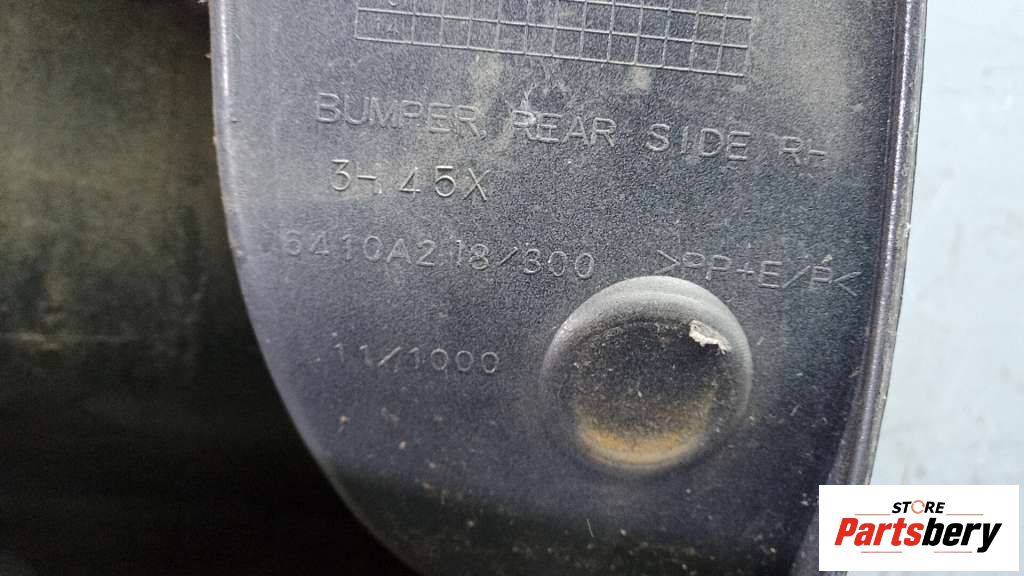 BUMPER REAR SIDE RH
3H45X
6410A218/300 >PP+E/P<
11/1000
STORE
Partsbery